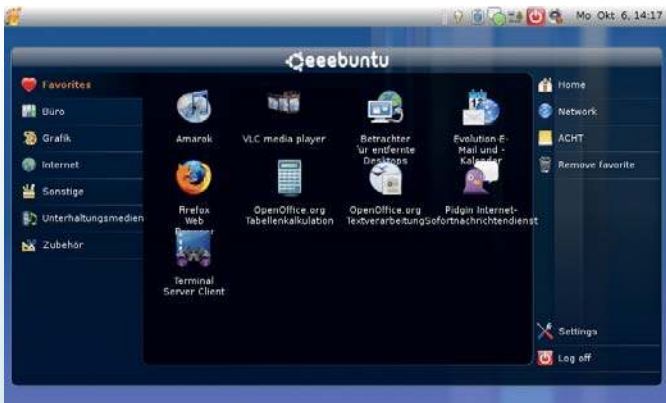 Mo Okt 6, 14:17
eeebuntu
Favorites
Büro
Grafik
Internet
Sonstige
Unterhaltungsmedien
Zubehör
Amarok
VLC media player
Betrachter
für entfernte
Desktops
Evolution E-
Mail und -
Kalender
Firefox
Web
Browser
OpenOffice.org
Tabellenkalkulation
OpenOffice.org
Textverarbeitung
Pidgin Internet-
Sofortnachrichtendienst
Terminal
Server Client
Home
Network
ACHT
Remove favorite
Settings
Log off